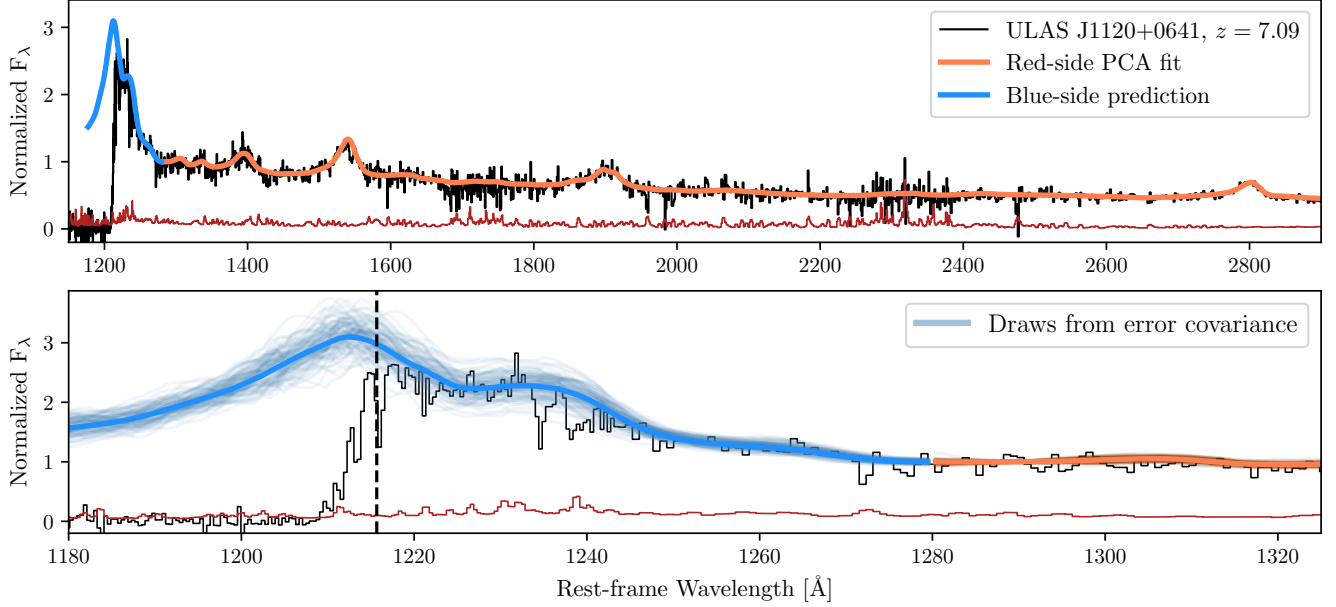 Normalized F_λ
3
2
1
0
ULAS J1120+0641, z = 7.09
Red-side PCA fit
Blue-side prediction
1200 1400 1600 1800 2000 2200 2400 2600 2800
Normalized F_λ
3
2
1
0
Draws from error covariance
1180 1200 1220 1240 1260 1280 1300 1320
Rest-frame Wavelength [Å]